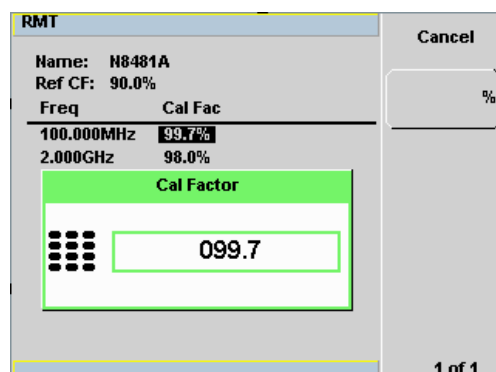 RMT
Cancel
Name: N8481A
Ref CF: 90.0%
%
Freq Cal Fac
100.000MHz 99.7%
2.000GHz 98.0%
Cal Factor
099.7
1 of 1